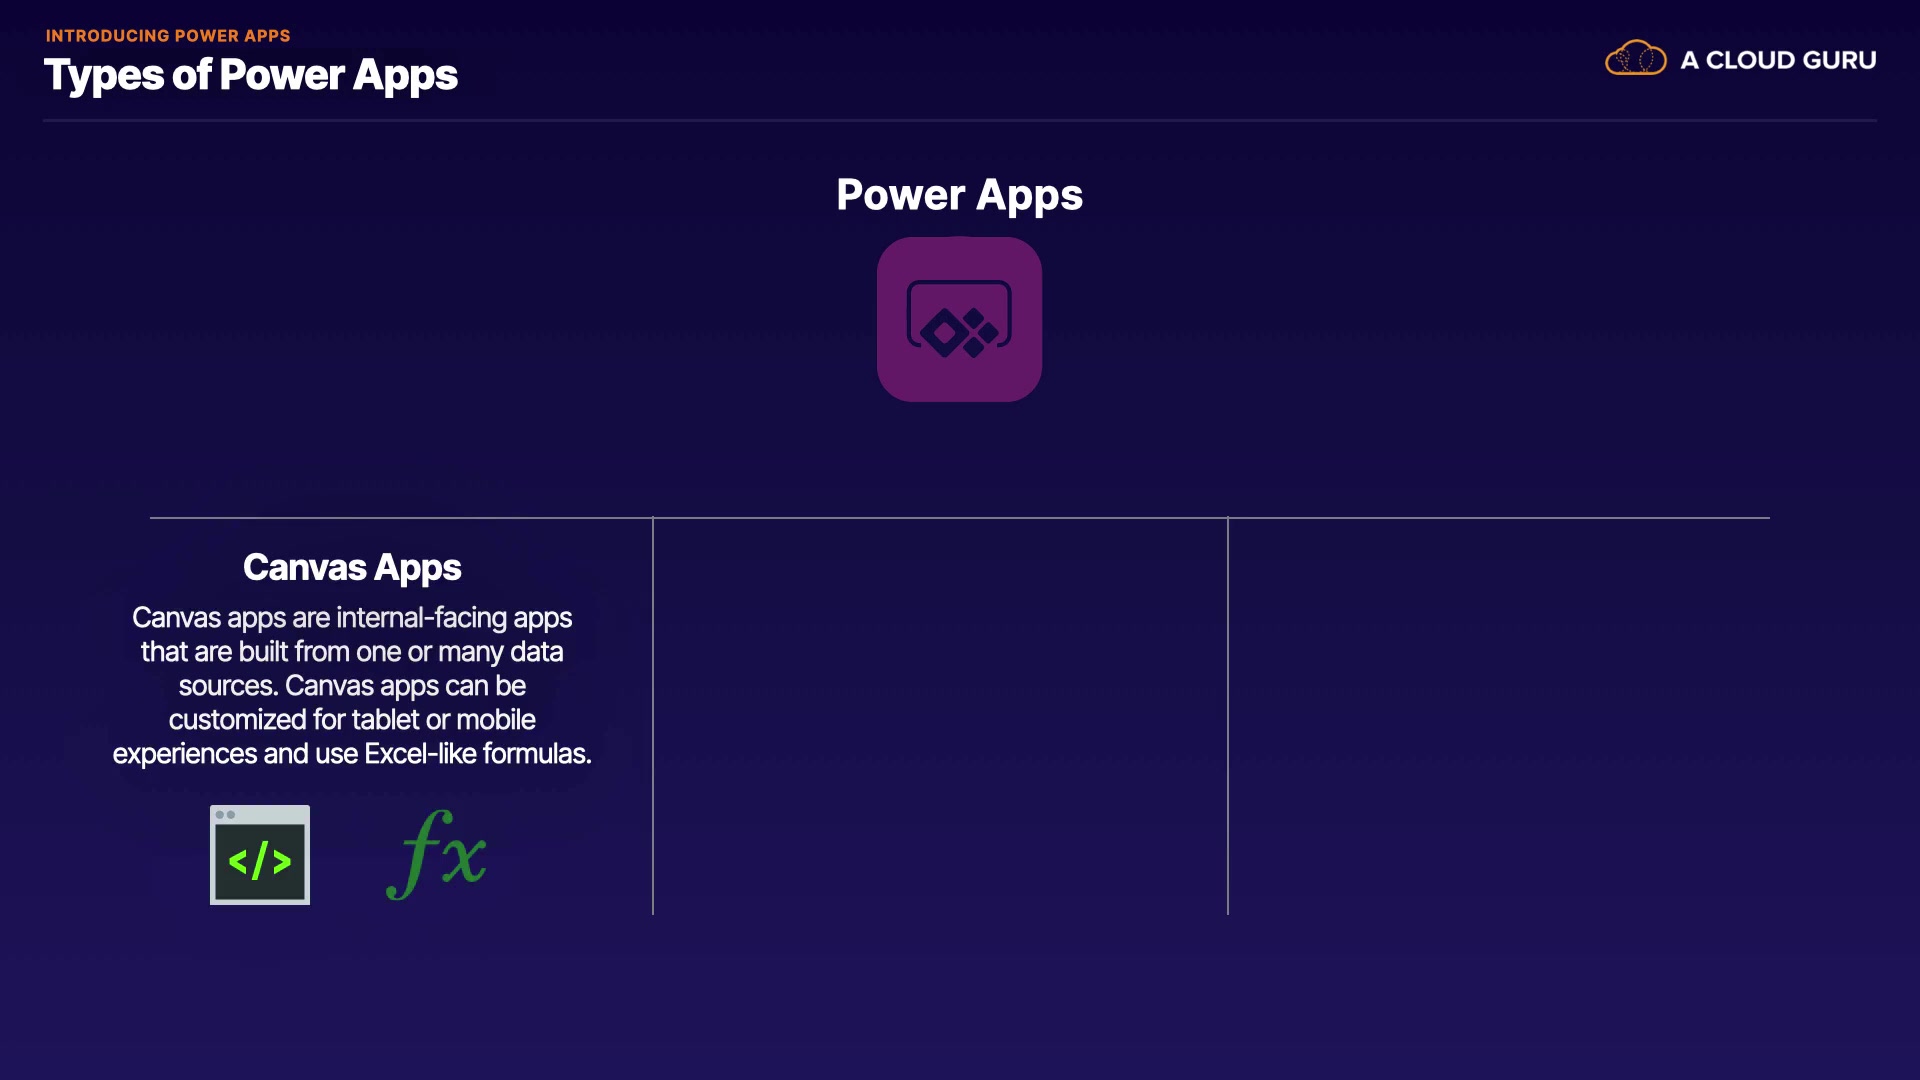 INTRODUCING POWER APPS
Types of Power Apps
A CLOUD GURU
Power Apps
Canvas Apps
Canvas apps are internal-facing apps
that are built from one or many data
sources. Canvas apps can be
customized for tablet or mobile
experiences and use Excel-like formulas.
</>
fx